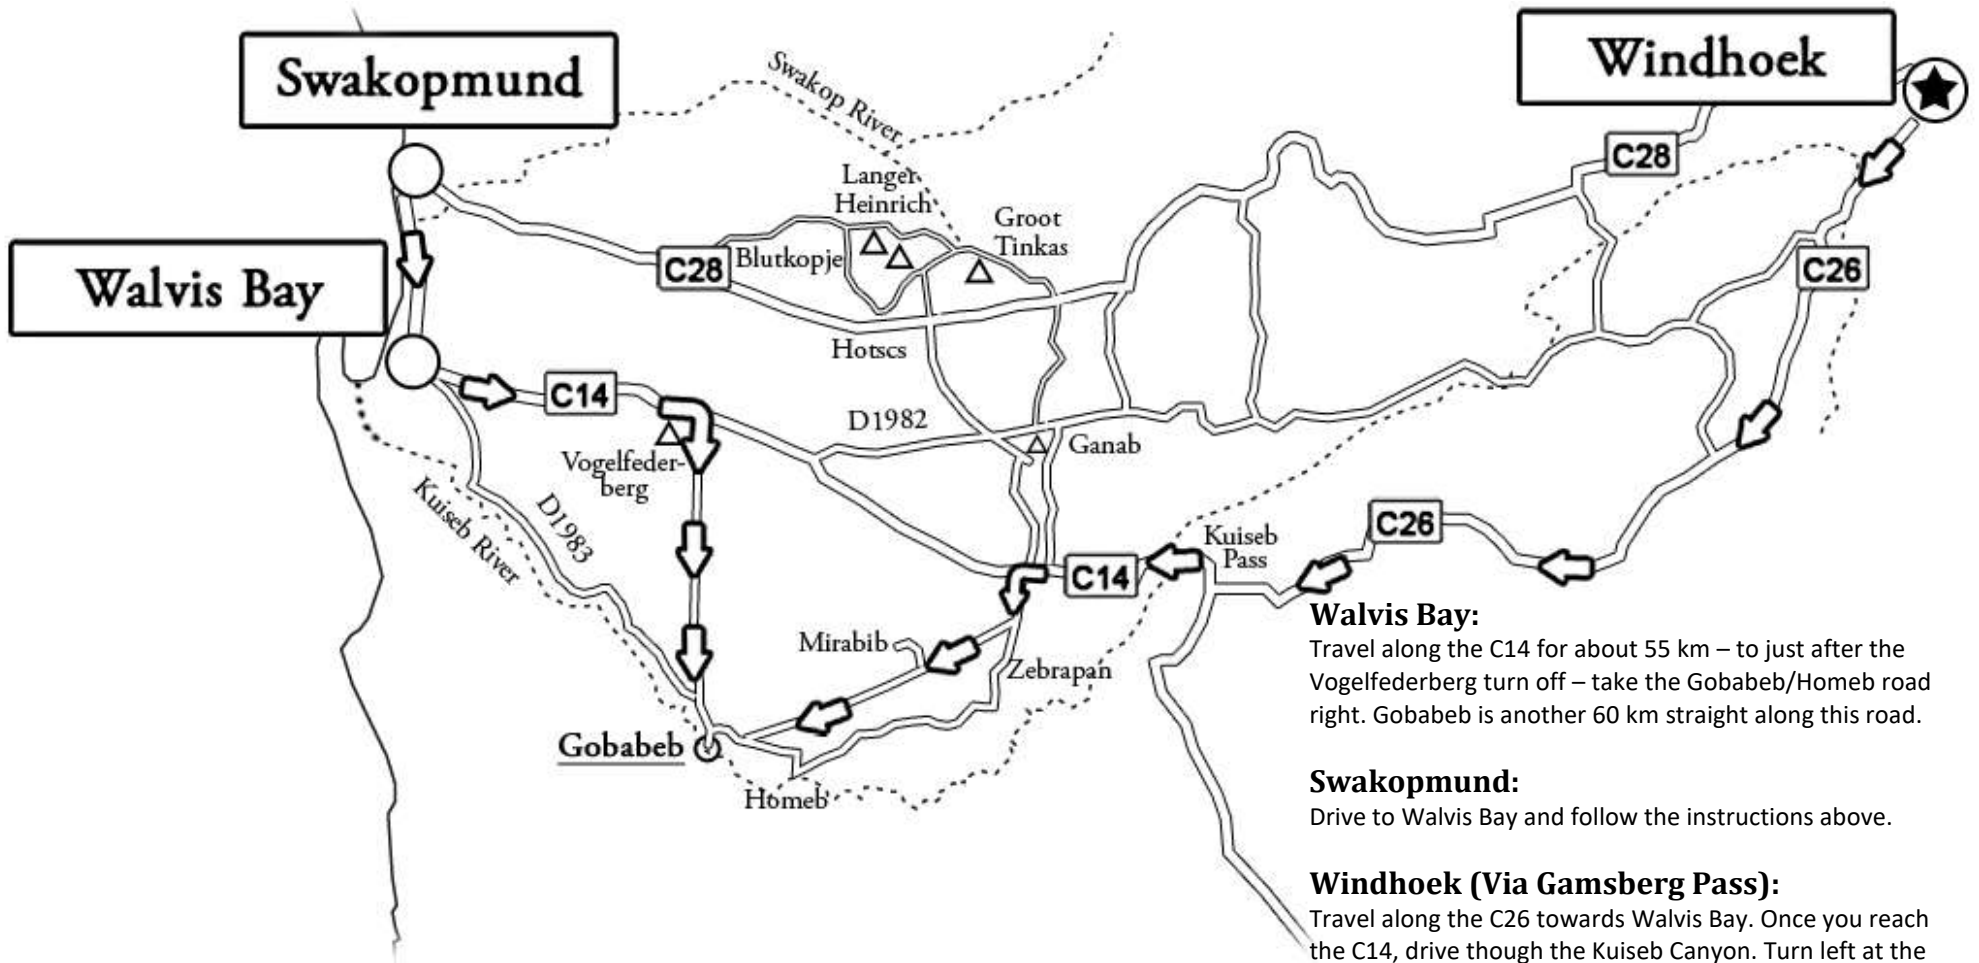 Swakopmund
Windhoek
Swakop River
C28
Langer
Heinrich
Groot
Tinkas
Walvis Bay
C28
Blutkopje
C26
Hotscs
C14
D1982
Ganab
Vogelfeder-
berg
Kuiseb River
D1983
C26
Kuiseb
Pass
C14
Mirabib
Zebrapan
Gobabeb
Homeb
Walvis Bay:
Travel along the C14 for about 55 km – to just after the
Vogelfederberg turn off – take the Gobabeb/Homeb road
right. Gobabeb is another 60 km straight along this road.
Swakopmund:
Drive to Walvis Bay and follow the instructions above.
Windhoek (Via Gamsberg Pass):
Travel along the C26 towards Walvis Bay. Once you reach
the C14, drive though the Kuiseb Canyon. Turn left at the